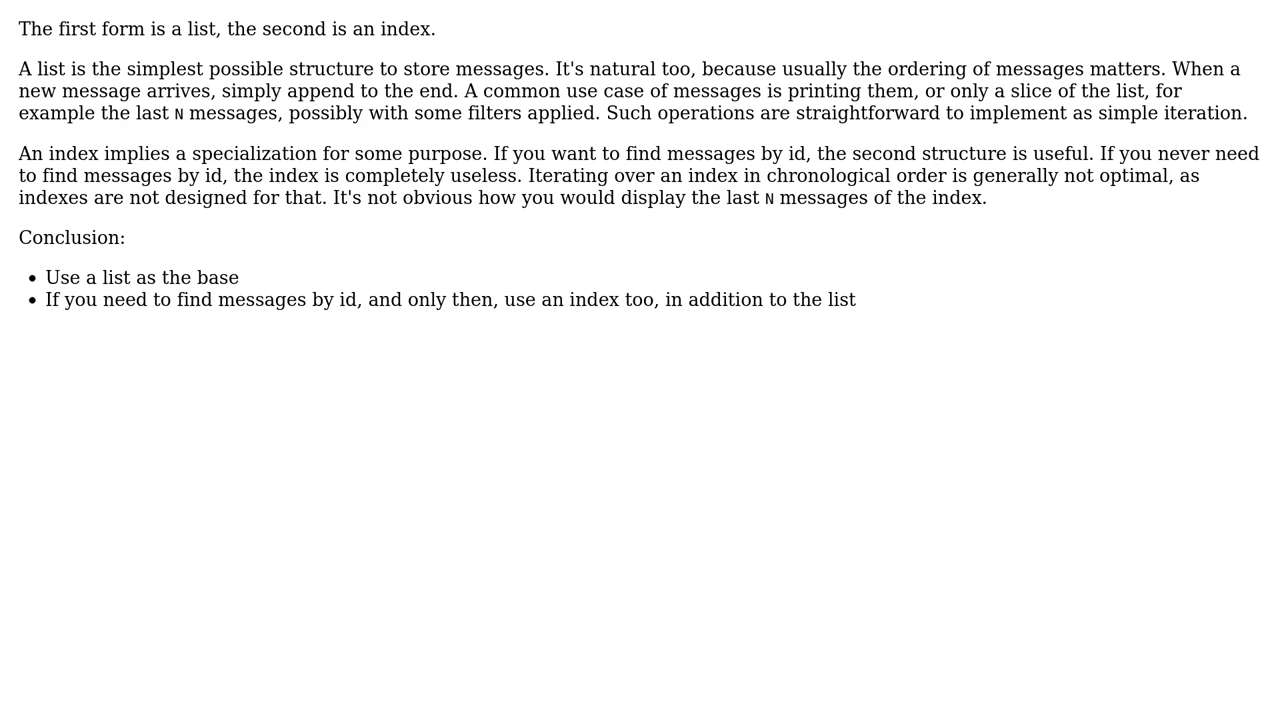 The first form is a list, the second is an index.
A list is the simplest possible structure to store messages. It's natural too, because usually the ordering of messages matters. When a
new message arrives, simply append to the end. A common use case of messages is printing them, or only a slice of the list, for
example the last N messages, possibly with some filters applied. Such operations are straightforward to implement as simple iteration.
An index implies a specialization for some purpose. If you want to find messages by id, the second structure is useful. If you never need
to find messages by id, the index is completely useless. Iterating over an index in chronological order is generally not optimal, as
indexes are not designed for that. It's not obvious how you would display the last N messages of the index.
Conclusion:
• Use a list as the base
• If you need to find messages by id, and only then, use an index too, in addition to the list